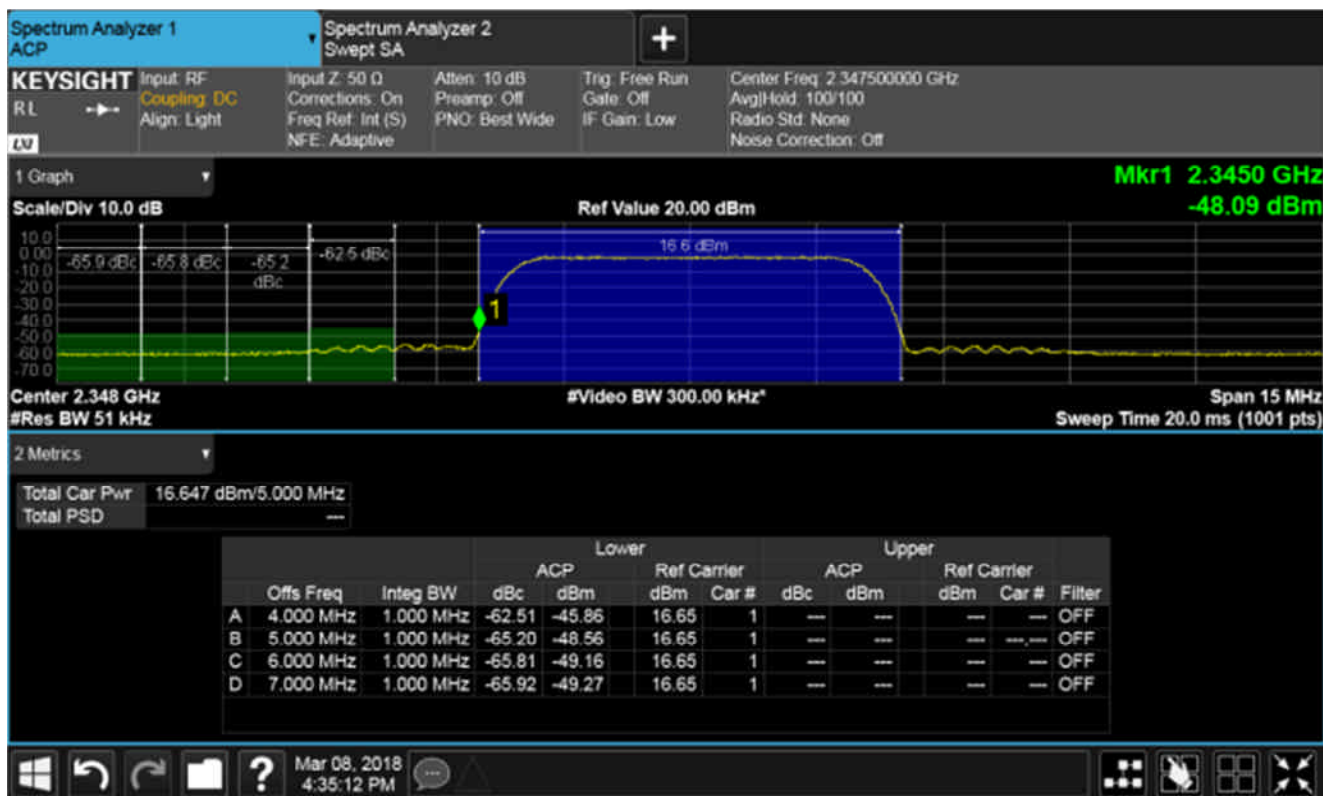 Spectrum Analyzer 1
ACP
Spectrum Analyzer 2
Swept SA
KEYSIGHT
RL
LXI
Input: RF
Coupling: DC
Align: Light
Input Z: 50 Ω
Corrections: On
Freq Ref: Int (S)
NFE: Adaptive
Atten: 10 dB
Preamp: Off
PNO: Best Wide
Trig: Free Run
Gate: Off
IF Gain: Low
Center Freq: 2.347500000 GHz
Avg|Hold: 100/100
Radio Std: None
Noise Correction: Off
1 Graph
Mkr1 2.3450 GHz
Scale/Div 10.0 dB Ref Value 20.00 dBm -48.09 dBm
10.0
0.00
-10.0
-20.0
-30.0
-40.0
-50.0
-60.0
-70.0
-65.9 dBc
-65.8 dBc
-65.2
dBc
-62.5 dBc
16.6 dBm
1
Center 2.348 GHz #Video BW 300.00 kHz* Span 15 MHz
#Res BW 51 kHz Sweep Time 20.0 ms (1001 pts)
2 Metrics
Total Car Pwr 16.647 dBm/5.000 MHz
Total PSD ---
Lower Upper
ACP Ref Carrier ACP Ref Carrier
Offs Freq Integ BW dBc dBm dBm Car # dBc dBm dBm Car # Filter
A 4.000 MHz 1.000 MHz -62.51 -45.86 16.65 1 --- --- --- --- OFF
B 5.000 MHz 1.000 MHz -65.20 -48.56 16.65 1 --- --- --- ---.--- OFF
C 6.000 MHz 1.000 MHz -65.81 -49.16 16.65 1 --- --- --- --- OFF
D 7.000 MHz 1.000 MHz -65.92 -49.27 16.65 1 --- --- --- --- OFF
?
Mar 08, 2018
4:35:12 PM